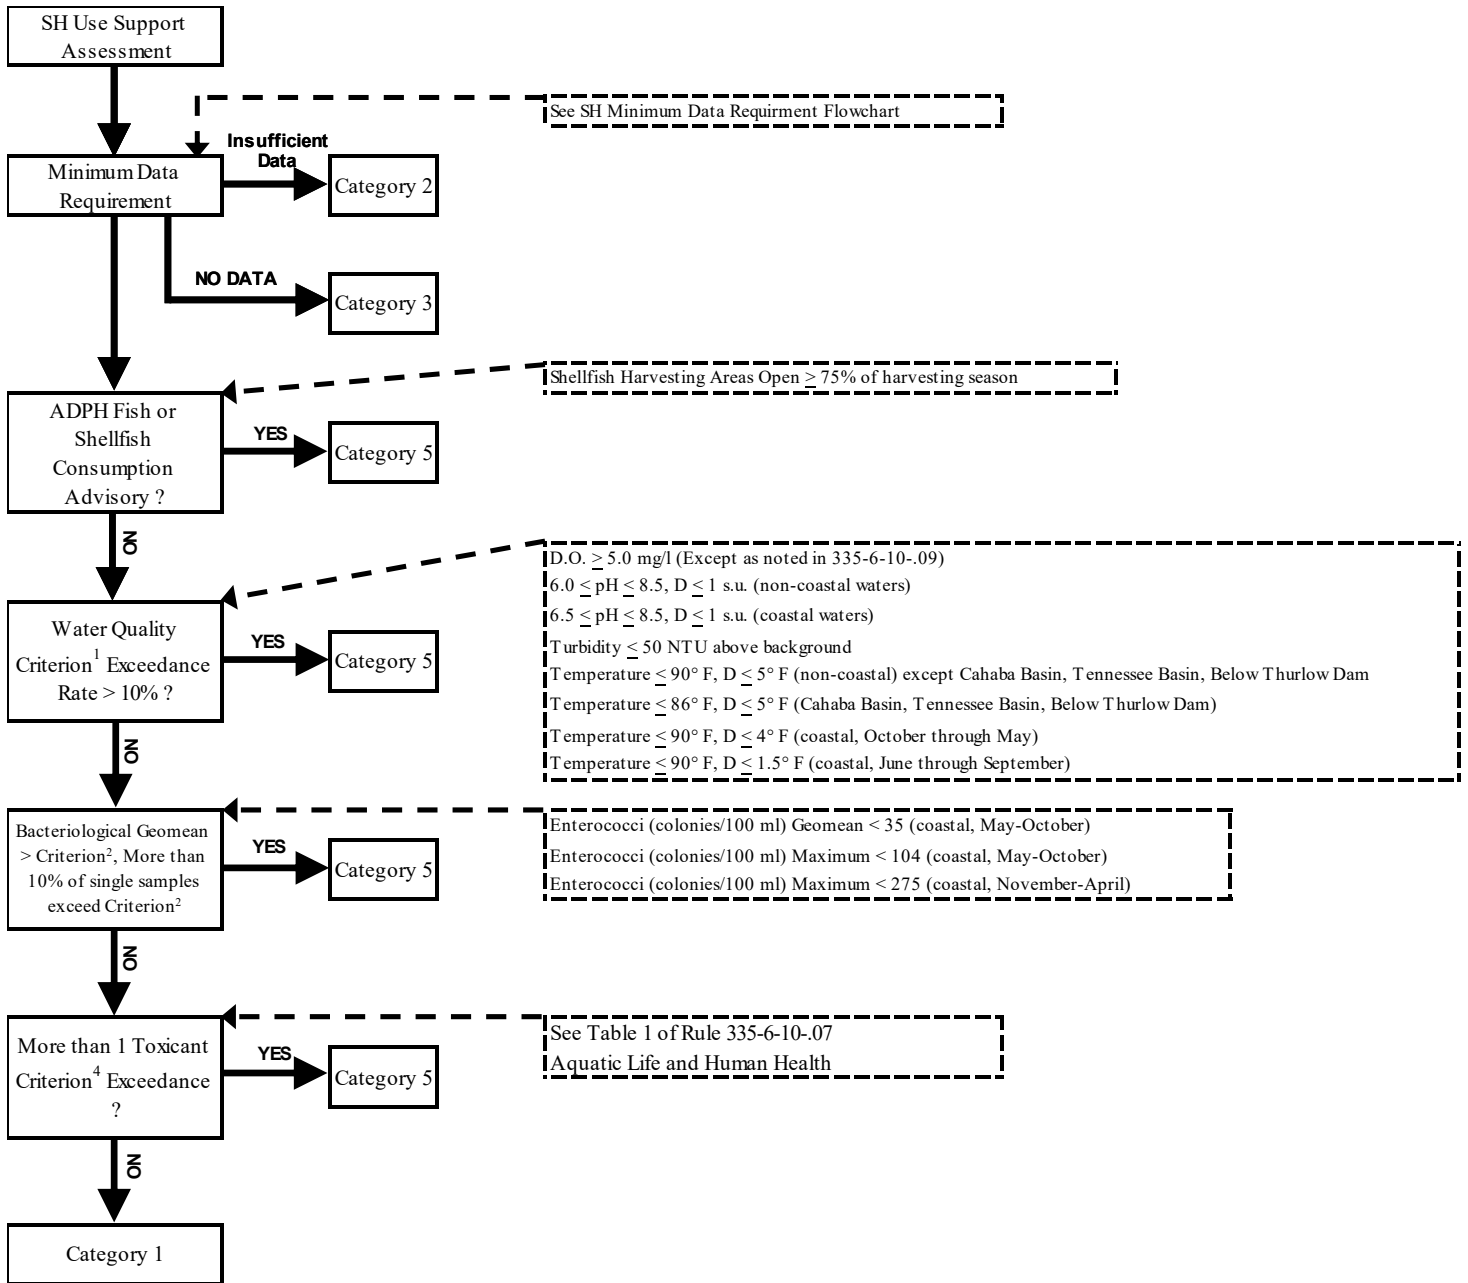 SH Use Support
Assessment
See SH Minimum Data Requirment Flowchart
Insufficient
Data
Minimum Data
Requirement
Category 2
NO DATA
Category 3
Shellfish Harvesting Areas Open ≥ 75% of harvesting season
ADPH Fish or
Shellfish
Consumption
Advisory ?
YES
Category 5
NO
D.O. ≥ 5.0 mg/l (Except as noted in 335-6-10-.09)
6.0 ≤ pH ≤ 8.5, D ≤ 1 s.u. (non-coastal waters)
6.5 ≤ pH ≤ 8.5, D ≤ 1 s.u. (coastal waters)
Turbidity ≤ 50 NTU above background
Temperature ≤ 90° F, D ≤ 5° F (non-coastal) except Cahaba Basin, Tennessee Basin, Below Thurlow Dam
Temperature ≤ 86° F, D ≤ 5° F (Cahaba Basin, Tennessee Basin, Below Thurlow Dam)
Temperature ≤ 90° F, D ≤ 4° F (coastal, October through May)
Temperature ≤ 90° F, D ≤ 1.5° F (coastal, June through September)
Water Quality
Criterion¹ Exceedance
Rate > 10% ?
YES
Category 5
NO
Enterococci (colonies/100 ml) Geomean < 35 (coastal, May-October)
Enterococci (colonies/100 ml) Maximum < 104 (coastal, May-October)
Enterococci (colonies/100 ml) Maximum < 275 (coastal, November-April)
Bacteriological Geomean
> Criterion², More than
10% of single samples
exceed Criterion²
YES
Category 5
NO
See Table 1 of Rule 335-6-10-.07
Aquatic Life and Human Health
More than 1 Toxicant
Criterion⁴ Exceedance
?
YES
Category 5
NO
Category 1